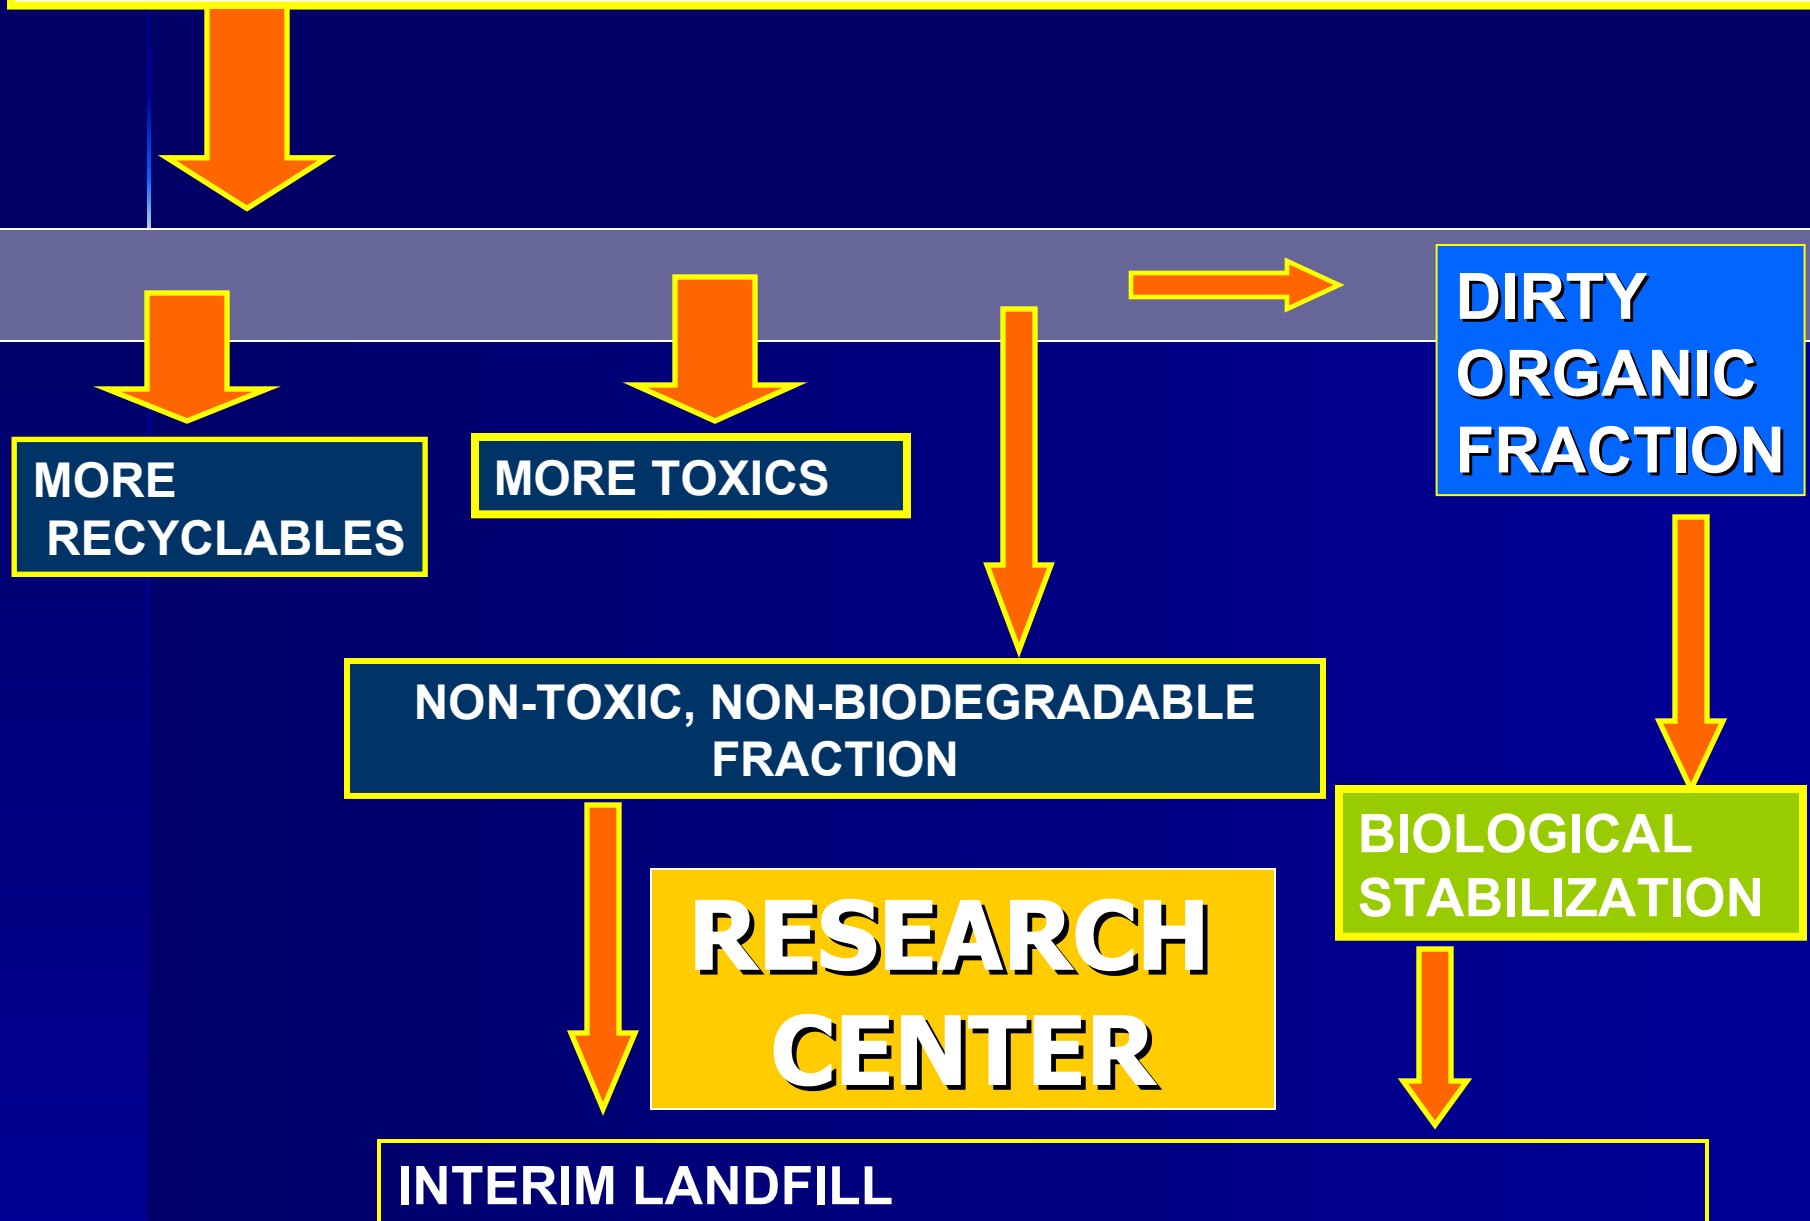 DIRTY
ORGANIC
FRACTION
MORE
RECYCLABLES
MORE TOXICS
NON-TOXIC, NON-BIODEGRADABLE
FRACTION
BIOLOGICAL
STABILIZATION
RESEARCH
CENTER
INTERIM LANDFILL